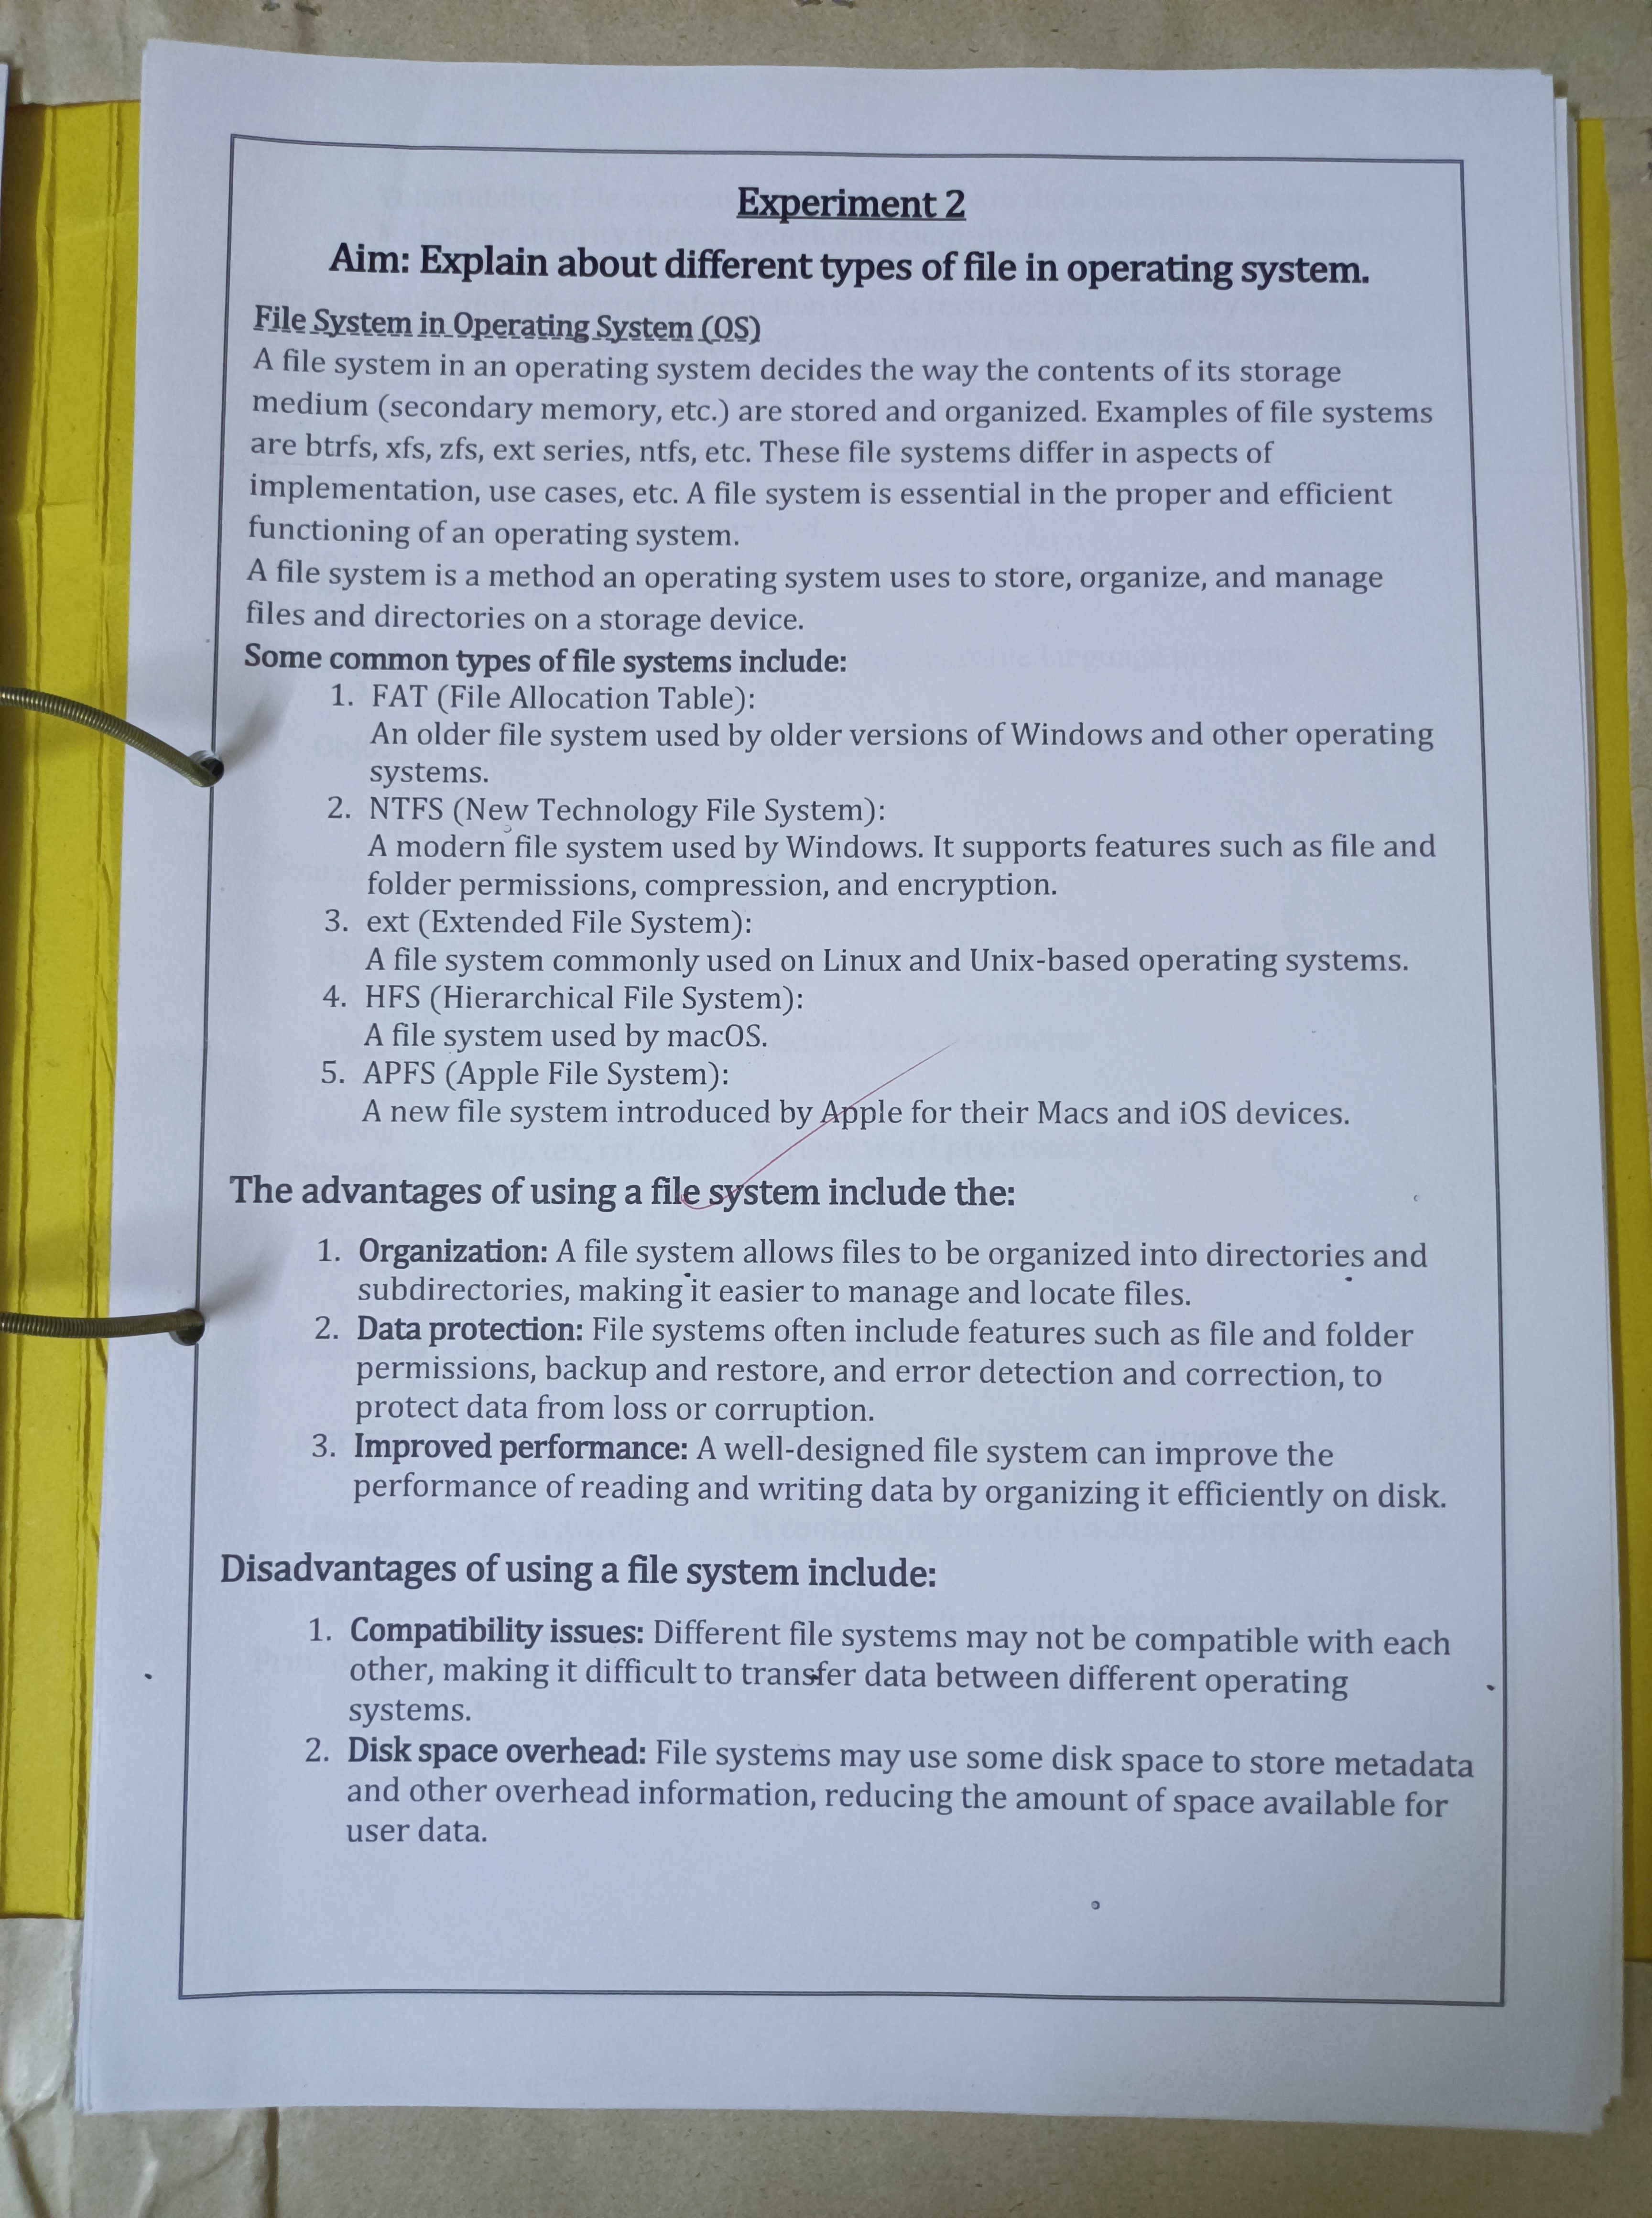 Experiment 2
Aim: Explain about different types of file in operating system.
File System in Operating System (OS)
A file system in an operating system decides the way the contents of its storage
medium (secondary memory, etc.) are stored and organized. Examples of file systems
are btrfs, xfs, zfs, ext series, ntfs, etc. These file systems differ in aspects of
implementation, use cases, etc. A file system is essential in the proper and efficient
functioning of an operating system.
A file system is a method an operating system uses to store, organize, and manage
files and directories on a storage device.
Some common types of file systems include:
1. FAT (File Allocation Table):
An older file system used by older versions of Windows and other operating
systems.
2. NTFS (New Technology File System):
A modern file system used by Windows. It supports features such as file and
folder permissions, compression, and encryption.
3. ext (Extended File System):
A file system commonly used on Linux and Unix-based operating systems.
4. HFS (Hierarchical File System):
A file system used by macOS.
5. APFS (Apple File System):
A new file system introduced by Apple for their Macs and iOS devices.
The advantages of using a file system include the:
1. Organization: A file system allows files to be organized into directories and
subdirectories, making it easier to manage and locate files.
2. Data protection: File systems often include features such as file and folder
permissions, backup and restore, and error detection and correction, to
protect data from loss or corruption.
3. Improved performance: A well-designed file system can improve the
performance of reading and writing data by organizing it efficiently on disk.
Disadvantages of using a file system include:
1. Compatibility issues: Different file systems may not be compatible with each
other, making it difficult to transfer data between different operating
systems.
2. Disk space overhead: File systems may use some disk space to store metadata
and other overhead information, reducing the amount of space available for
user data.